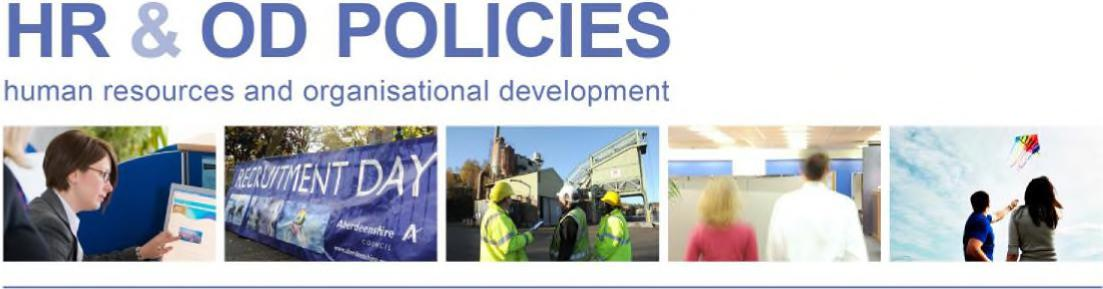 HR & OD POLICIES
human resources and organisational development
RECRUITMENT DAY
Aberdeenshire
COUNCIL